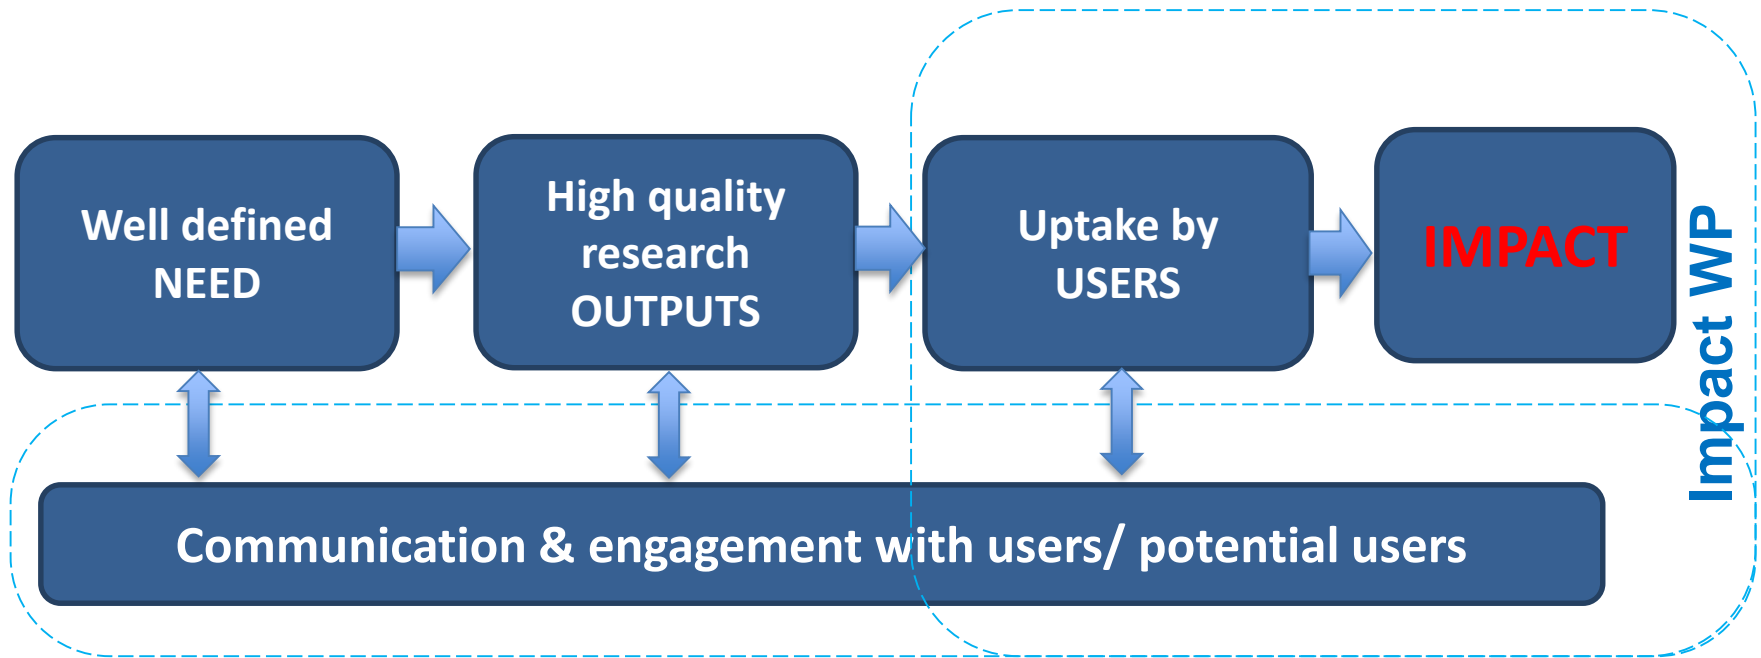 Well defined
NEED
High quality
research
OUTPUTS
Uptake by
USERS
IMPACT
Impact WP
Communication & engagement with users/ potential users